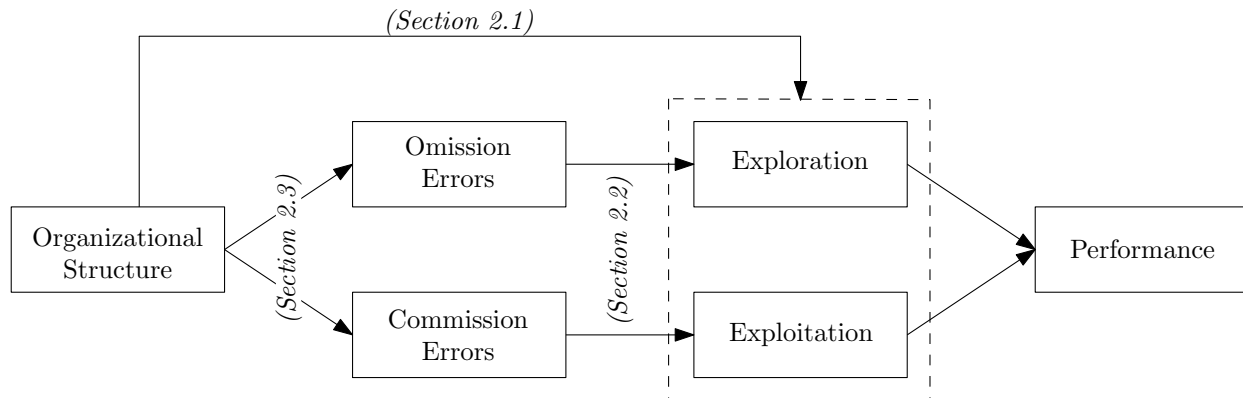 (Section 2.1)
Omission
Errors
Exploration
(Section 2.3)
(Section 2.2)
Organizational
Structure
Performance
Commission
Errors
Exploitation